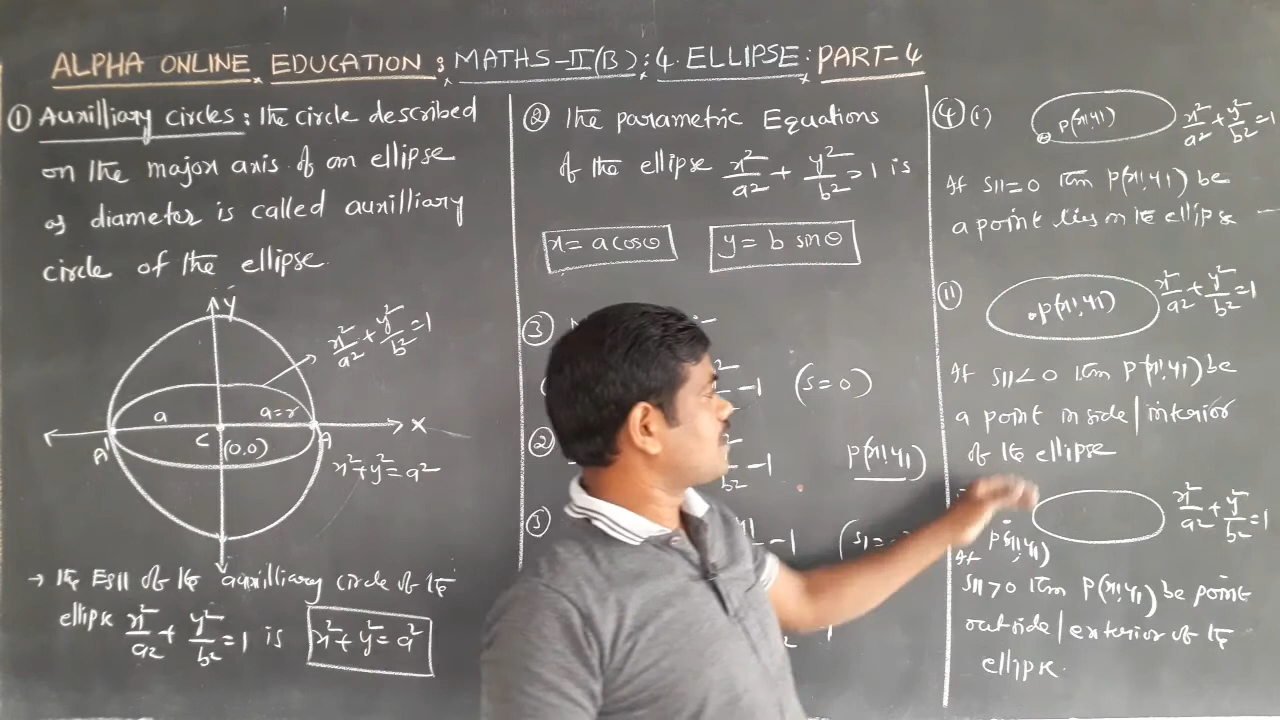 ALPHA ONLINE EDUCATION ; MATHS-II(B) : 4. ELLIPSE : PART-4
① Auxilliary circles : The circle described
on the major axis of an ellipse
as diameter is called auxilliary
circle of the ellipse.
Y
x²/a² + y²/b² = 1
a
a=r
X
A'
C
(0,0)
A
x²+y²=a²
→ The Eqn of the auxilliary circle of the
ellipse x²/a² + y²/b² = 1 is x²+y²=a²
② The parametric Equations
of the ellipse x²/a² + y²/b² = 1 is
x = a cosθ
y = b sinθ
③
²/b² - 1 (S=0)
②
/b² - 1 P(x1,y1)
- 1
④ (i)
P(x1,y1)
x²/a² + y²/b² = 1
If S11=0 then P(x1,y1) be
a point lies on the ellipse
(ii)
P(x1,y1)
x²/a² + y²/b² = 1
If S11<0 then P(x1,y1) be
a point inside/interior
of the ellipse
x²/a² + y²/b² = 1
If
P(x1,y1)
S11>0 then P(x1,y1) be point
outside/exterior of the
ellipse.